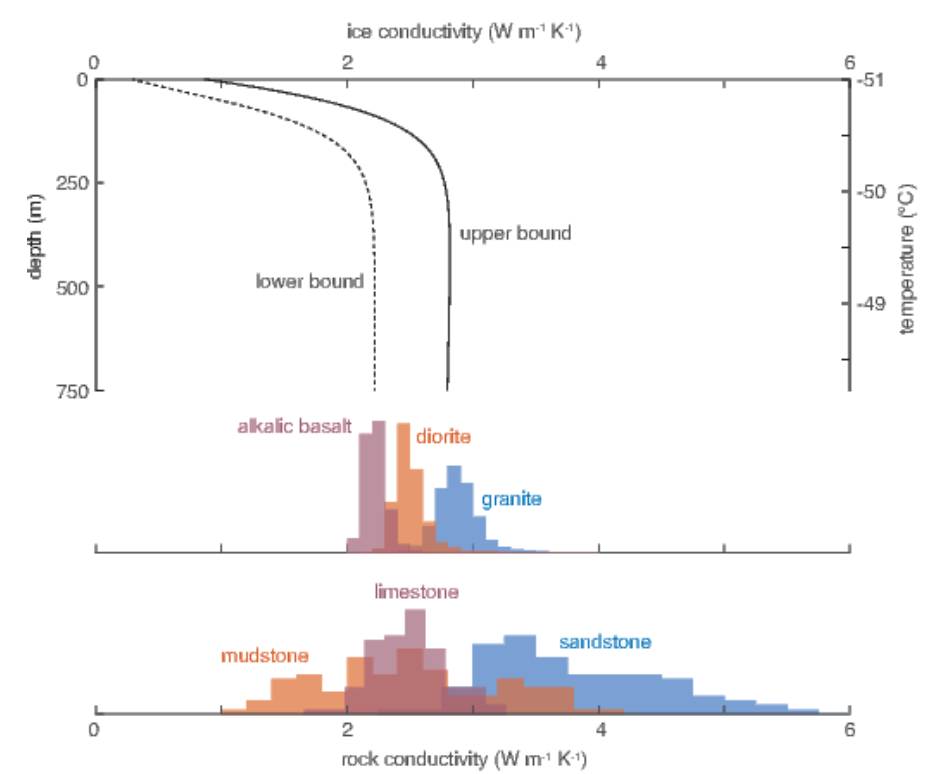 ice conductivity (W m⁻¹ K⁻¹)
0 2 4 6
0 -51
250 -50
depth (m)
temperature (°C)
upper bound
lower bound
500 -49
750
alkalic basalt
diorite
granite
limestone
sandstone
mudstone
0 2 4 6
rock conductivity (W m⁻¹ K⁻¹)